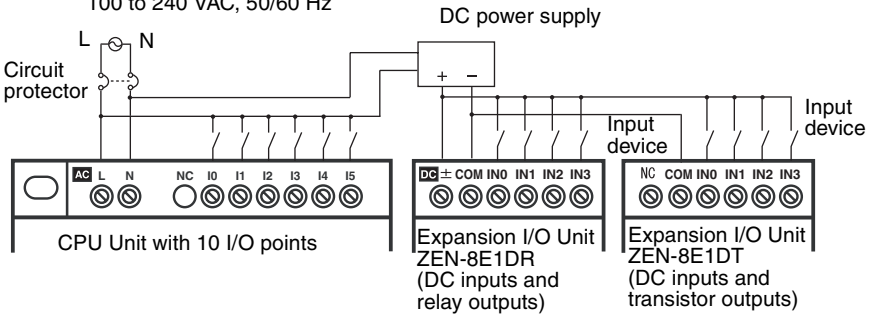 100 to 240 VAC, 50/60 Hz
DC power supply
L N
Circuit
protector
+ −
Input
device
Input
device
AC L N NC I0 I1 I2 I3 I4 I5
DC ± COM IN0 IN1 IN2 IN3
NC COM IN0 IN1 IN2 IN3
CPU Unit with 10 I/O points
Expansion I/O Unit
ZEN-8E1DR
(DC inputs and
relay outputs)
Expansion I/O Unit
ZEN-8E1DT
(DC inputs and
transistor outputs)